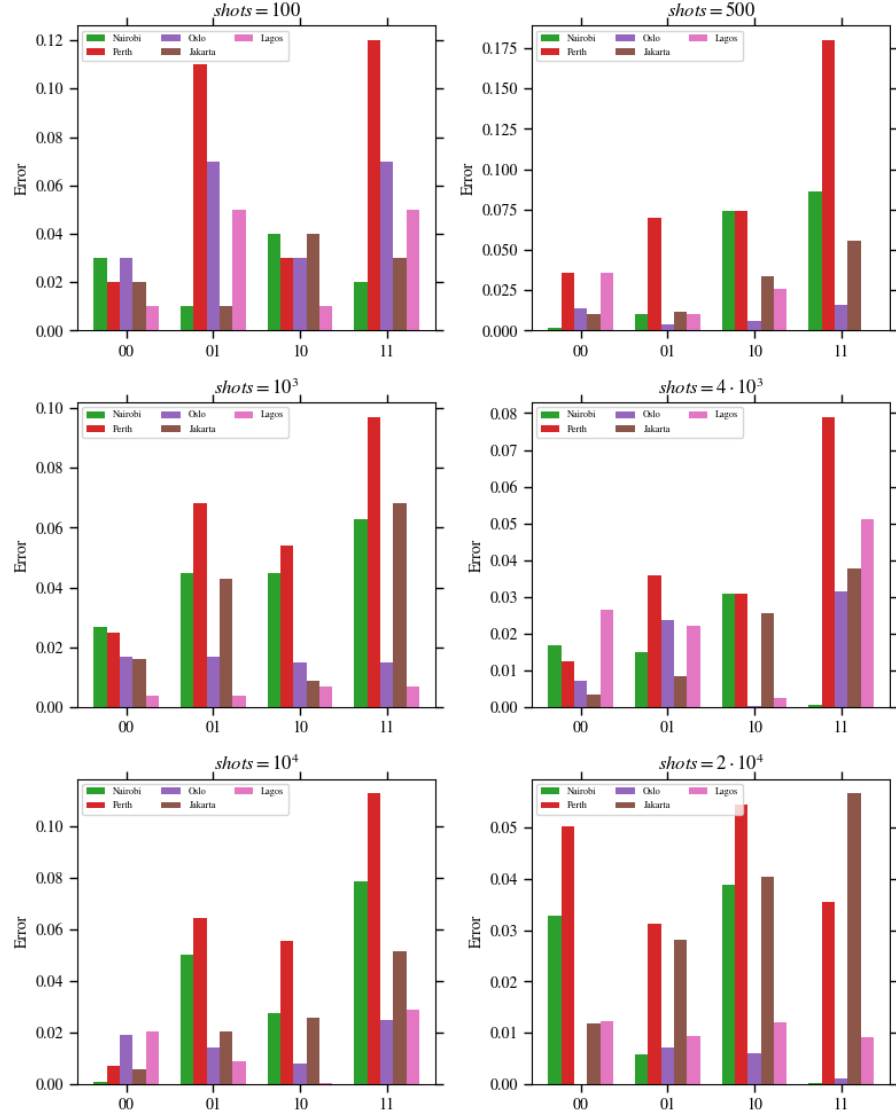 shots = 100
Nairobi Oslo Lagos
Perth Jakarta
Error
0.12
0.10
0.08
0.06
0.04
0.02
0.00
00 01 10 11
shots = 500
Nairobi Oslo Lagos
Perth Jakarta
Error
0.175
0.150
0.125
0.100
0.075
0.050
0.025
0.000
00 01 10 11
shots = 10³
Nairobi Oslo Lagos
Perth Jakarta
Error
0.10
0.08
0.06
0.04
0.02
0.00
00 01 10 11
shots = 4 · 10³
Nairobi Oslo Lagos
Perth Jakarta
Error
0.08
0.07
0.06
0.05
0.04
0.03
0.02
0.01
0.00
00 01 10 11
shots = 10⁴
Nairobi Oslo Lagos
Perth Jakarta
Error
0.10
0.08
0.06
0.04
0.02
0.00
00 01 10 11
shots = 2 · 10⁴
Nairobi Oslo Lagos
Perth Jakarta
Error
0.05
0.04
0.03
0.02
0.01
0.00
00 01 10 11